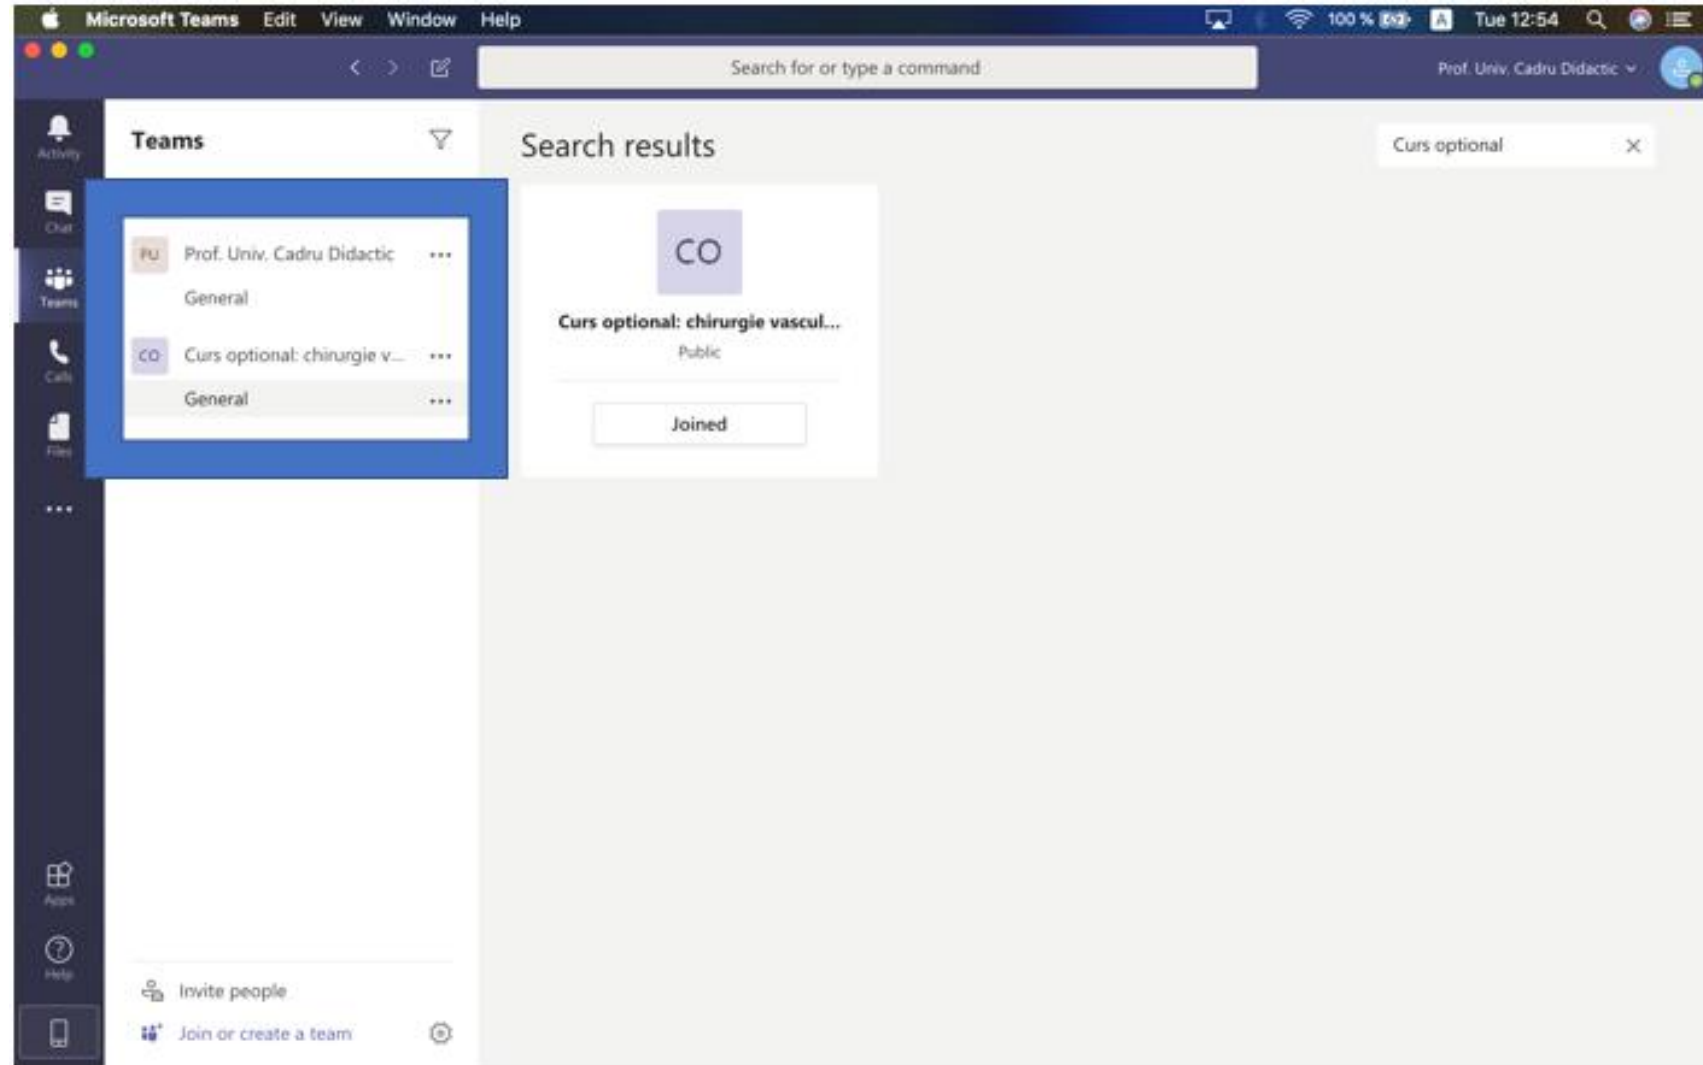 Microsoft Teams Edit View Window Help 100 % A Tue 12:54
Search for or type a command
Prof. Univ. Cadru Didactic
Activity
Chat
Teams
Calls
Files
Teams
PU Prof. Univ. Cadru Didactic ...
General
CO Curs optional: chirurgie v... ...
General ...
Search results
Curs optional
CO
Curs optional: chirurgie vascul...
Public
Joined
Apps
Help
Invite people
Join or create a team